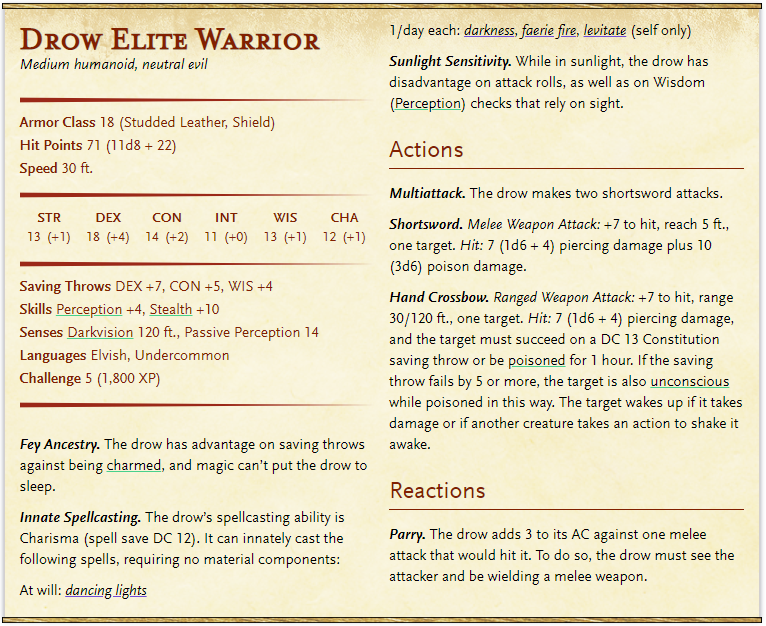 Drow Elite Warrior
Medium humanoid, neutral evil
Armor Class 18 (Studded Leather, Shield)
Hit Points 71 (11d8 + 22)
Speed 30 ft.
STR DEX CON INT WIS CHA
13 (+1) 18 (+4) 14 (+2) 11 (+0) 13 (+1) 12 (+1)
Saving Throws DEX +7, CON +5, WIS +4
Skills Perception +4, Stealth +10
Senses Darkvision 120 ft., Passive Perception 14
Languages Elvish, Undercommon
Challenge 5 (1,800 XP)
Fey Ancestry. The drow has advantage on saving throws
against being charmed, and magic can't put the drow to
sleep.
Innate Spellcasting. The drow's spellcasting ability is
Charisma (spell save DC 12). It can innately cast the
following spells, requiring no material components:
At will: dancing lights
1/day each: darkness, faerie fire, levitate (self only)
Sunlight Sensitivity. While in sunlight, the drow has
disadvantage on attack rolls, as well as on Wisdom
(Perception) checks that rely on sight.
Actions
Multiattack. The drow makes two shortsword attacks.
Shortsword. Melee Weapon Attack: +7 to hit, reach 5 ft.,
one target. Hit: 7 (1d6 + 4) piercing damage plus 10
(3d6) poison damage.
Hand Crossbow. Ranged Weapon Attack: +7 to hit, range
30/120 ft., one target. Hit: 7 (1d6 + 4) piercing damage,
and the target must succeed on a DC 13 Constitution
saving throw or be poisoned for 1 hour. If the saving
throw fails by 5 or more, the target is also unconscious
while poisoned in this way. The target wakes up if it takes
damage or if another creature takes an action to shake it
awake.
Reactions
Parry. The drow adds 3 to its AC against one melee
attack that would hit it. To do so, the drow must see the
attacker and be wielding a melee weapon.